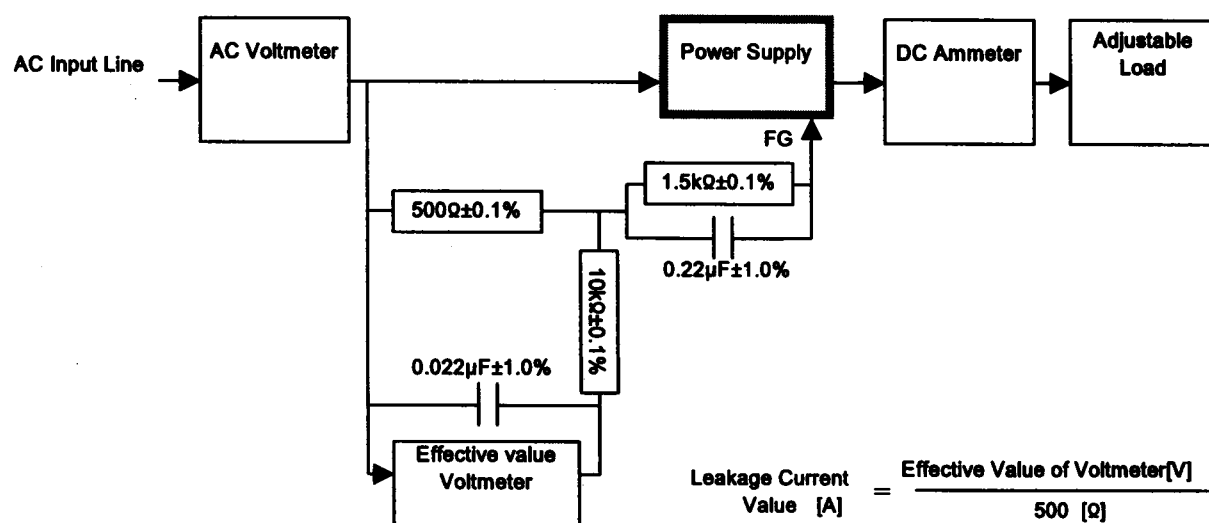 AC Input Line
AC Voltmeter
Power Supply
DC Ammeter
Adjustable
Load
FG
1.5kΩ±0.1%
500Ω±0.1%
0.22µF±1.0%
10kΩ±0.1%
0.022µF±1.0%
Effective value
Voltmeter
Leakage Current
Value [A]
=
Effective Value of Voltmeter[V]
500 [Ω]